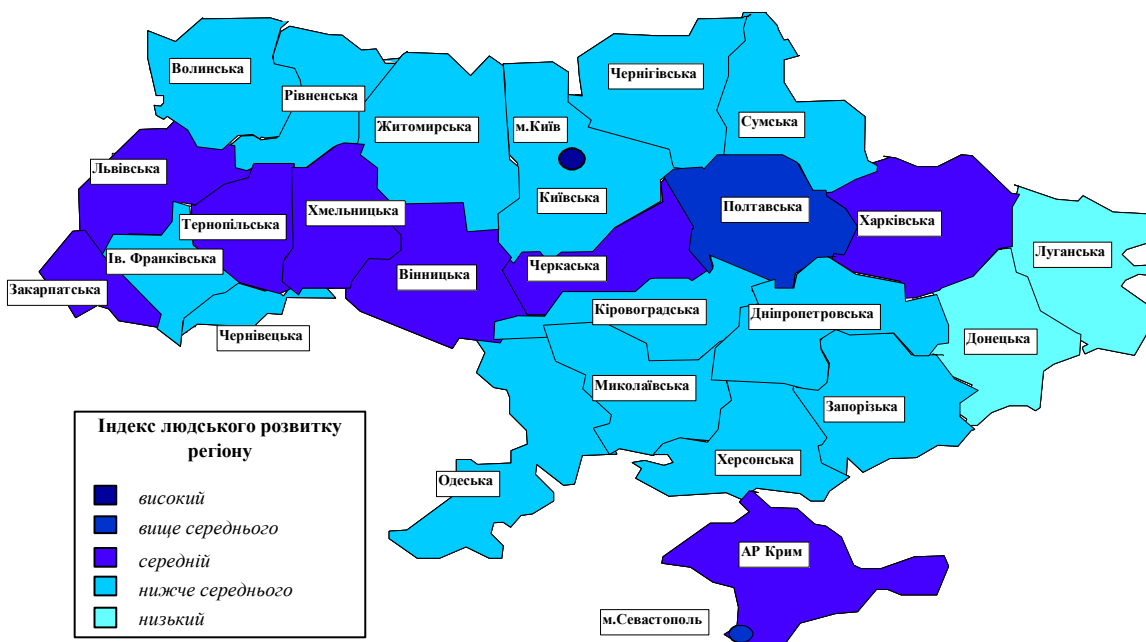 Волинська
Рівненська
Житомирська
м.Київ
Чернігівська
Сумська
Львівська
Тернопільська
Хмельницька
Київська
Полтавська
Харківська
Луганська
Ів. Франківська
Закарпатська
Вінницька
Черкаська
Чернівецька
Кіровоградська
Дніпропетровська
Донецька
Миколаївська
Запорізька
Херсонська
Одеська
АР Крим
м.Севастополь
Індекс людського розвитку
регіону
високий
вище середнього
середній
нижче середнього
низький